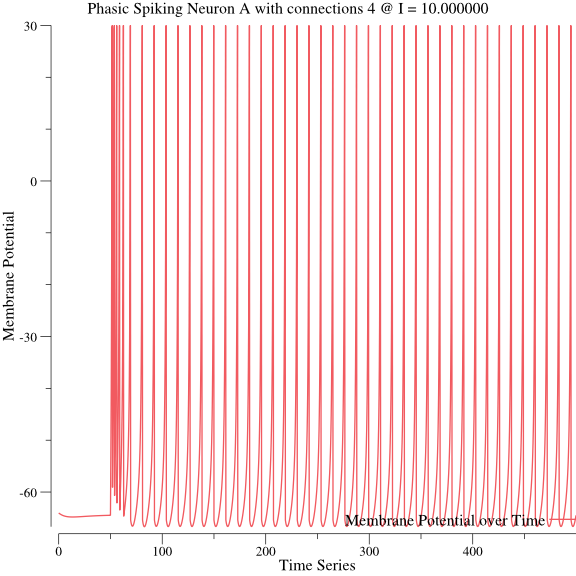 Phasic Spiking Neuron A with connections 4 @ I = 10.000000
30
0
-30
-60
Membrane Potential
Membrane Potential over Time
0 100 200 300 400
Time Series